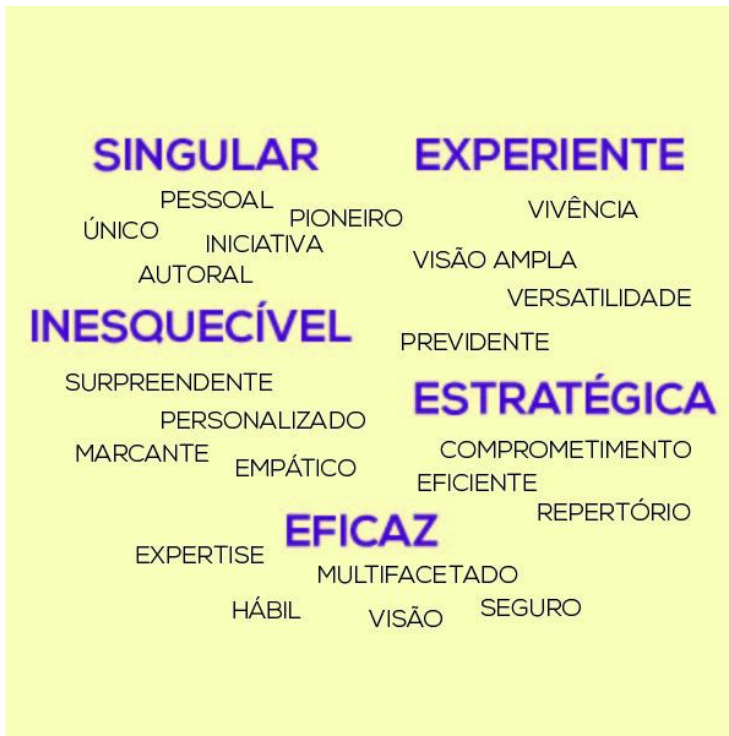 SINGULAR
PESSOAL
PIONEIRO
ÚNICO
INICIATIVA
AUTORAL
EXPERIENTE
VIVÊNCIA
VISÃO AMPLA
VERSATILIDADE
PREVIDENTE
INESQUECÍVEL
SURPREENDENTE
PERSONALIZADO
MARCANTE
EMPÁTICO
ESTRATÉGICA
COMPROMETIMENTO
EFICIENTE
REPERTÓRIO
EFICAZ
EXPERTISE
MULTIFACETADO
HÁBIL
VISÃO
SEGURO